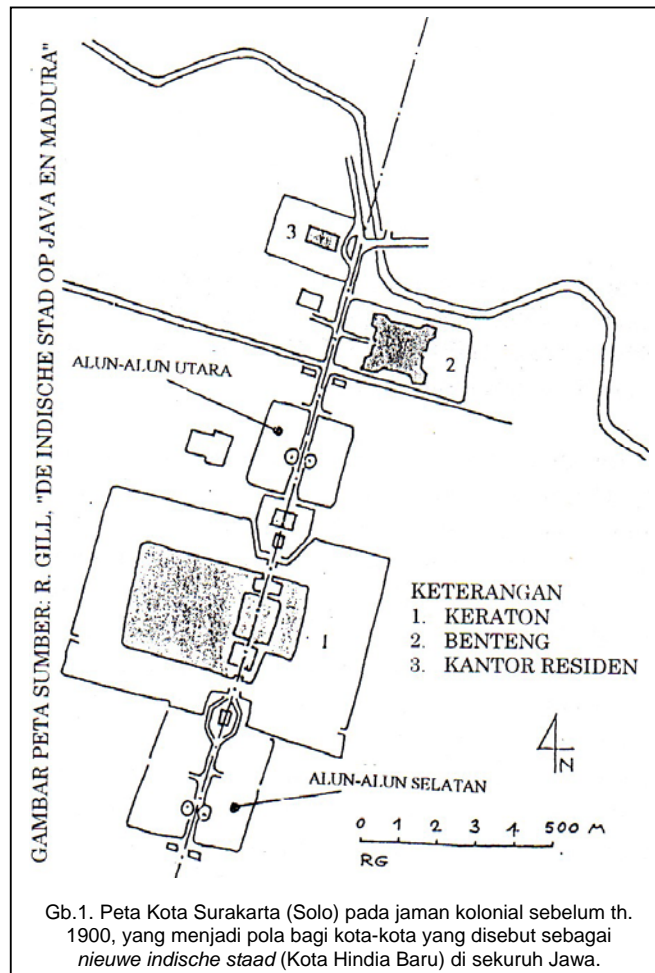 GAMBAR PETA SUMBER: R. GILL, "DE INDISCHE STAD OP JAVA EN MADURA"
3
2
ALUN-ALUN UTARA
KETERANGAN
1. KERATON
2. BENTENG
3. KANTOR RESIDEN
1
N
ALUN-ALUN SELATAN
0 1 2 3 4 500 M
RG
Gb.1. Peta Kota Surakarta (Solo) pada jaman kolonial sebelum th.
1900, yang menjadi pola bagi kota-kota yang disebut sebagai
nieuwe indische staad (Kota Hindia Baru) di sekuruh Jawa.